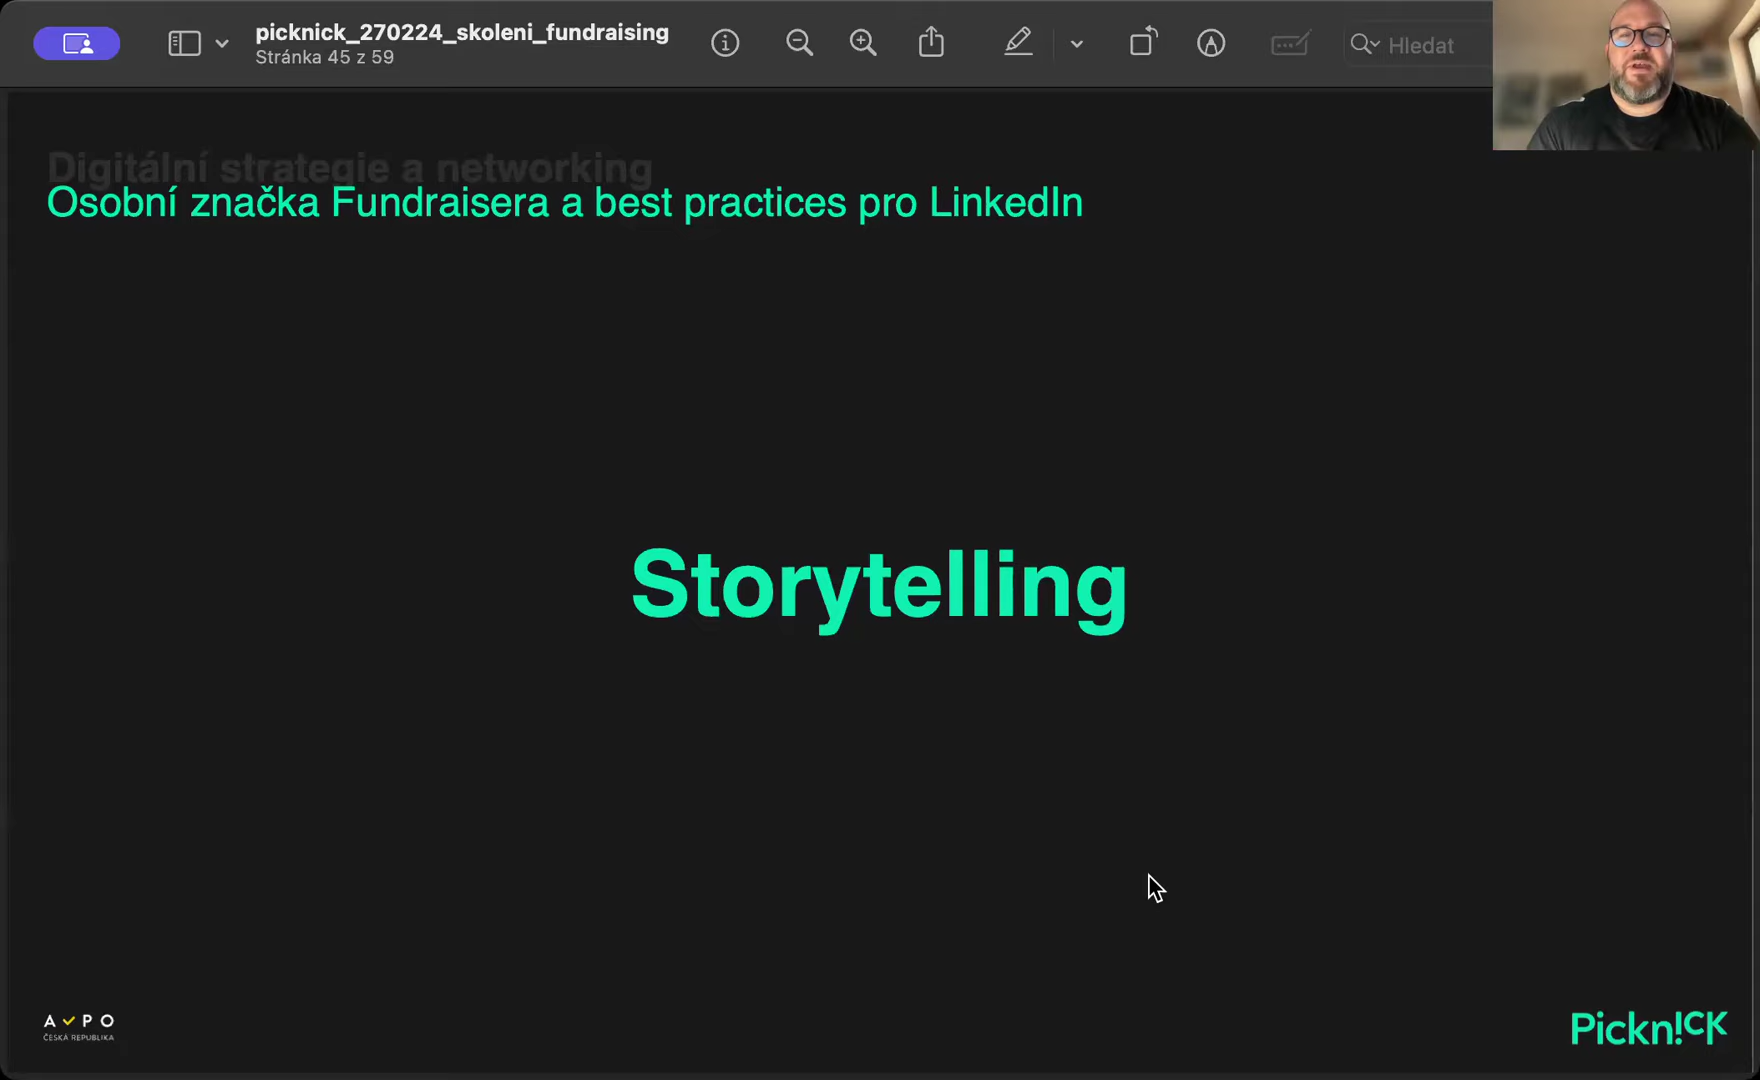 picknick_270224_skoleni_fundraising
Stránka 45 z 59
Hledat
Digitální strategie a networking
Osobní značka Fundraisera a best practices pro LinkedIn
Storytelling
A✓PO
ČESKÁ REPUBLIKA
Pickn!CK